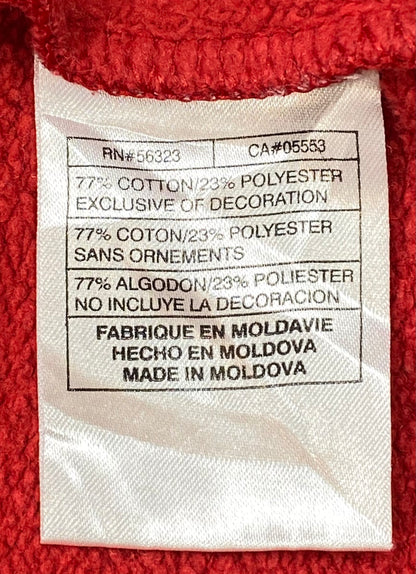 RN#56323 CA#05553
77% COTTON/23% POLYESTER
EXCLUSIVE OF DECORATION
77% COTON/23% POLYESTER
SANS ORNEMENTS
77% ALGODON/23% POLIESTER
NO INCLUYE LA DECORACION
FABRIQUE EN MOLDAVIE
HECHO EN MOLDOVA
MADE IN MOLDOVA